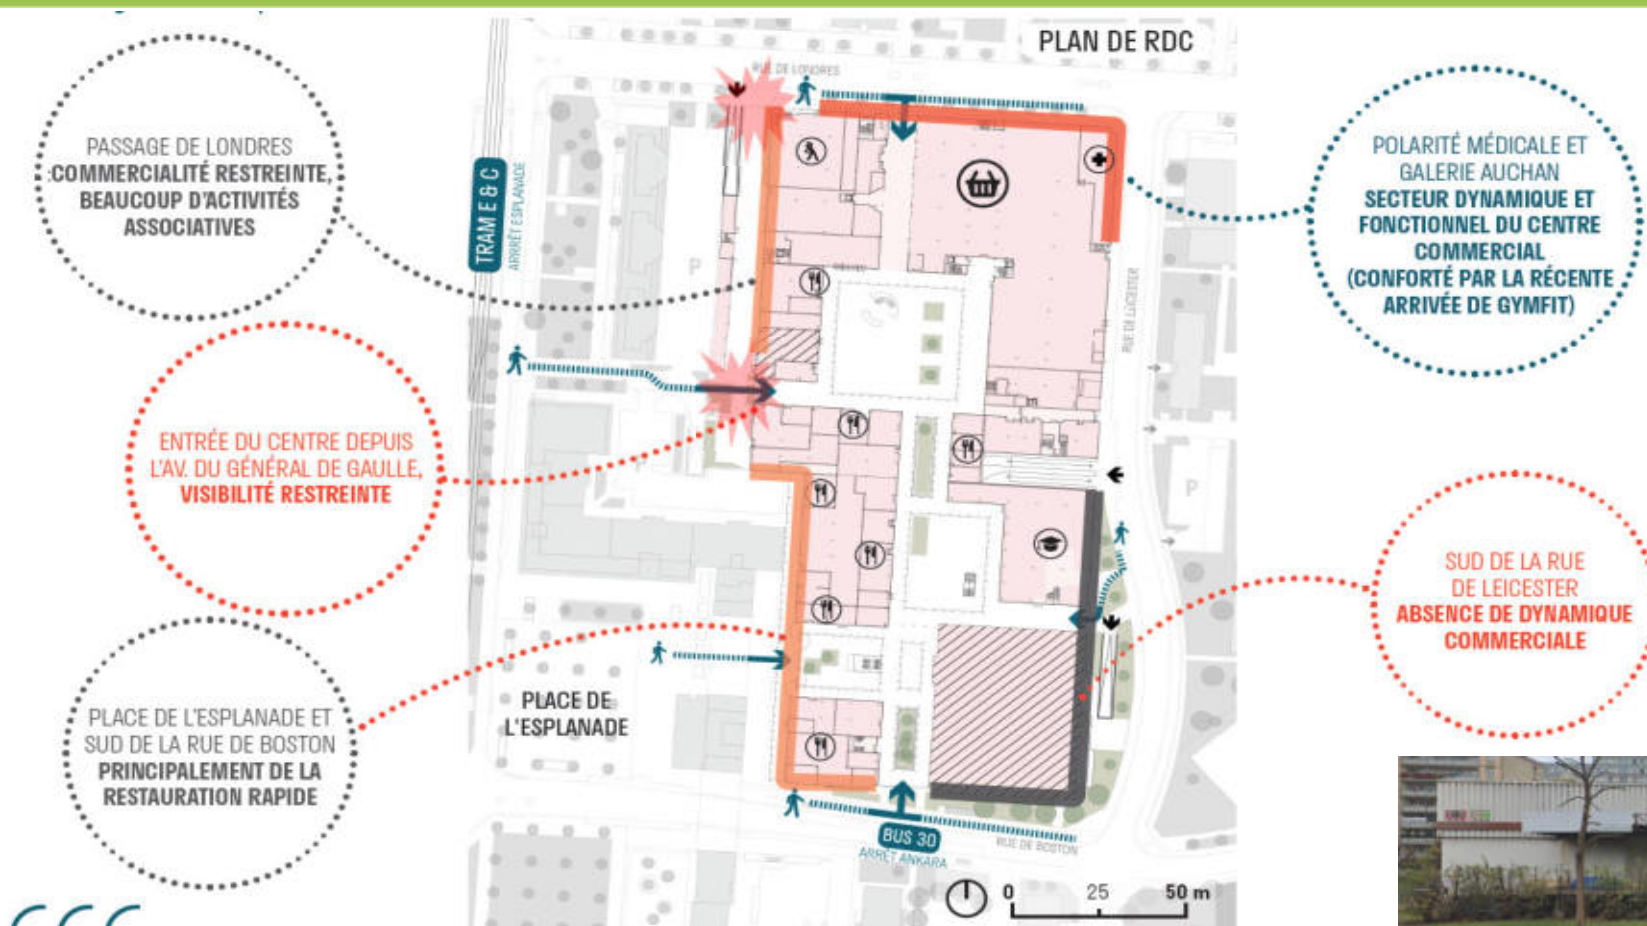 PLAN DE RDC
RUE DE LONDRES
PASSAGE DE LONDRES
:COMMERCIALITÉ RESTREINTE,
BEAUCOUP D'ACTIVITÉS
ASSOCIATIVES
TRAM E & C
ARRÊT ESPLANADE
P
POLARITÉ MÉDICALE ET
GALERIE AUCHAN
SECTEUR DYNAMIQUE ET
FONCTIONNEL DU CENTRE
COMMERCIAL
(CONFORTÉ PAR LA RÉCENTE
ARRIVÉE DE GYMFIT)
RUE DE LEICESTER
ENTRÉE DU CENTRE DEPUIS
L'AV. DU GÉNÉRAL DE GAULLE,
VISIBILITÉ RESTREINTE
P
SUD DE LA RUE
DE LEICESTER
ABSENCE DE DYNAMIQUE
COMMERCIALE
PLACE DE L'ESPLANADE ET
SUD DE LA RUE DE BOSTON
PRINCIPALEMENT DE LA
RESTAURATION RAPIDE
PLACE DE
L'ESPLANADE
BUS 30
ARRÊT ANKARA
RUE DE BOSTON
0 25 50 m